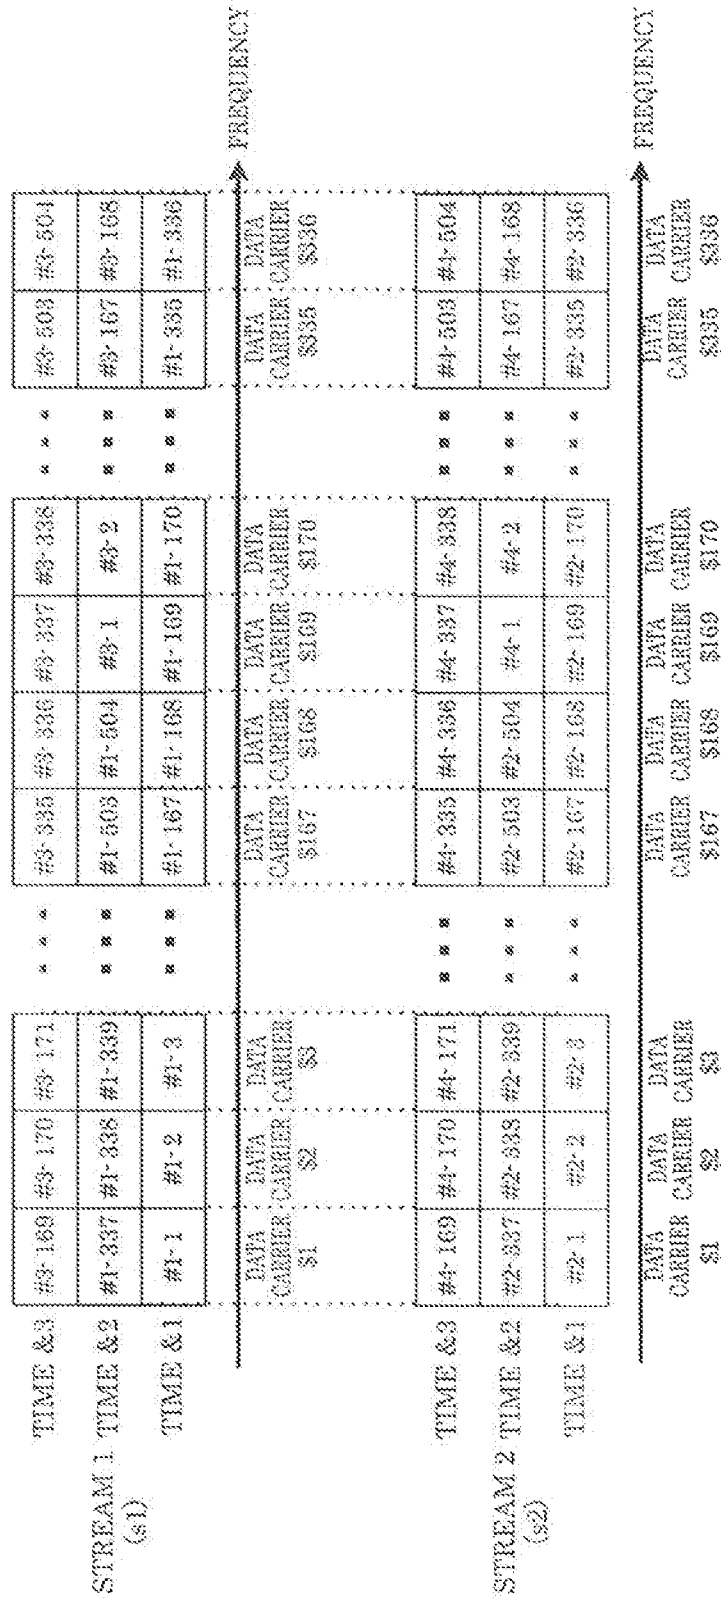 STREAM 1
(s1)
TIME &3 #3-169 #3-170 #3-171 ... #3-335 #3-336 #3-337 #3-338 ... #3-503 #3-504
TIME &2 #1-337 #1-338 #1-339 ... #1-503 #1-504 #3-1 #3-2 ... #3-167 #3-168
TIME &1 #1-1 #1-2 #1-3 ... #1-167 #1-168 #1-169 #1-170 ... #1-335 #1-336
FREQUENCY
DATA DATA DATA DATA DATA DATA DATA DATA DATA
CARRIER CARRIER CARRIER CARRIER CARRIER CARRIER CARRIER CARRIER CARRIER
$1 $2 $3 $167 $168 $169 $170 $335 $336
STREAM 2
(s2)
TIME &3 #4-169 #4-170 #4-171 ... #4-335 #4-336 #4-337 #4-338 ... #4-503 #4-504
TIME &2 #2-337 #2-338 #2-339 ... #2-503 #2-504 #4-1 #4-2 ... #4-167 #4-168
TIME &1 #2-1 #2-2 #2-3 ... #2-167 #2-168 #2-169 #2-170 ... #2-335 #2-336
FREQUENCY
DATA DATA DATA DATA DATA DATA DATA DATA DATA
CARRIER CARRIER CARRIER CARRIER CARRIER CARRIER CARRIER CARRIER CARRIER
$1 $2 $3 $167 $168 $169 $170 $335 $336